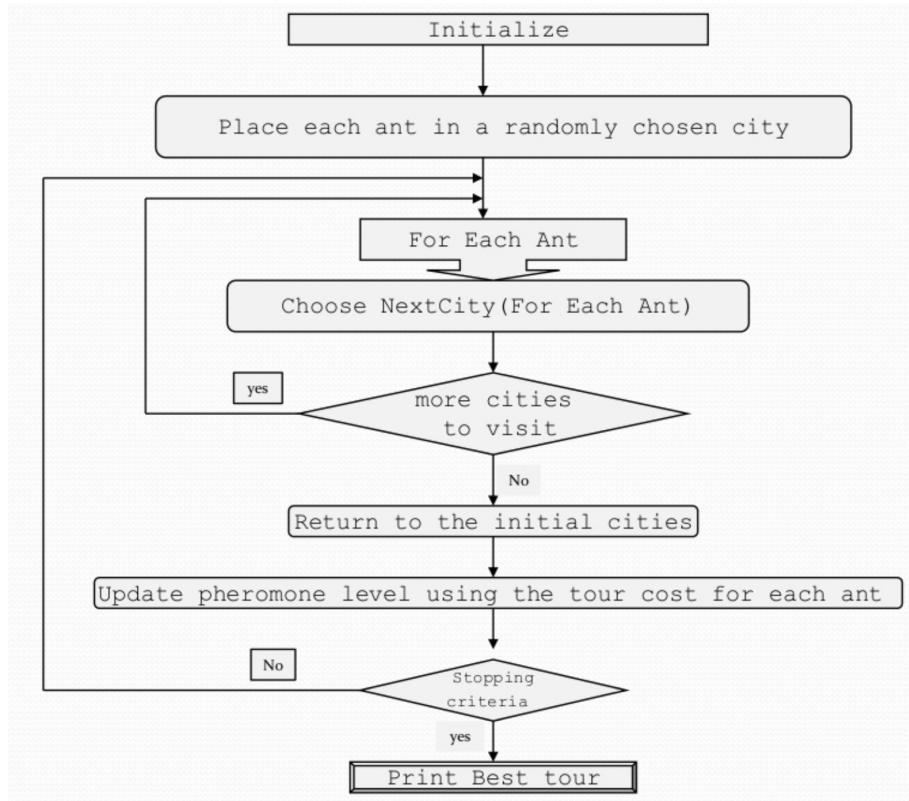 Initialize
Place each ant in a randomly chosen city
For Each Ant
Choose NextCity(For Each Ant)
yes
more cities
to visit
No
Return to the initial cities
Update pheromone level using the tour cost for each ant
No
Stopping
criteria
yes
Print Best tour